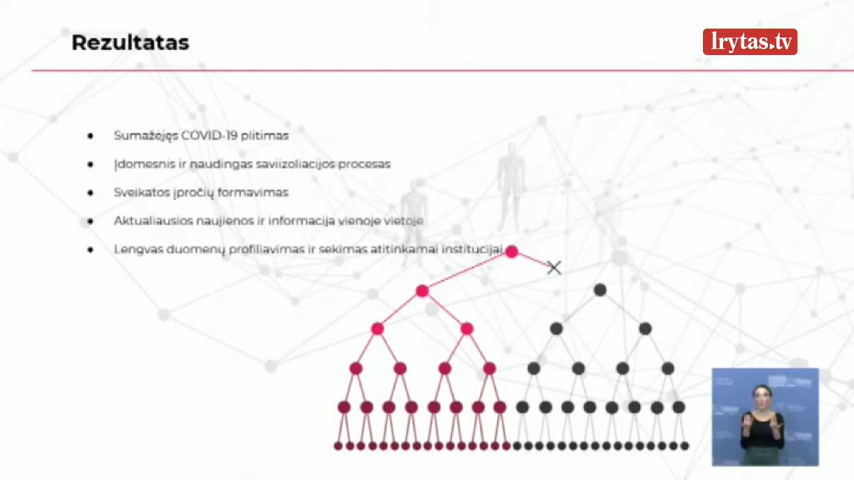 Rezultatas
lrytas.tv
Sumažėjęs COVID-19 plitimas
Įdomesnis ir naudingas saviizoliacijos procesas
Sveikatos įpročių formavimas
Aktualiausios naujienos ir informacija vienoje vietoje
Lengvas duomenų profiliavimas ir sekimas atitinkamai institucijai